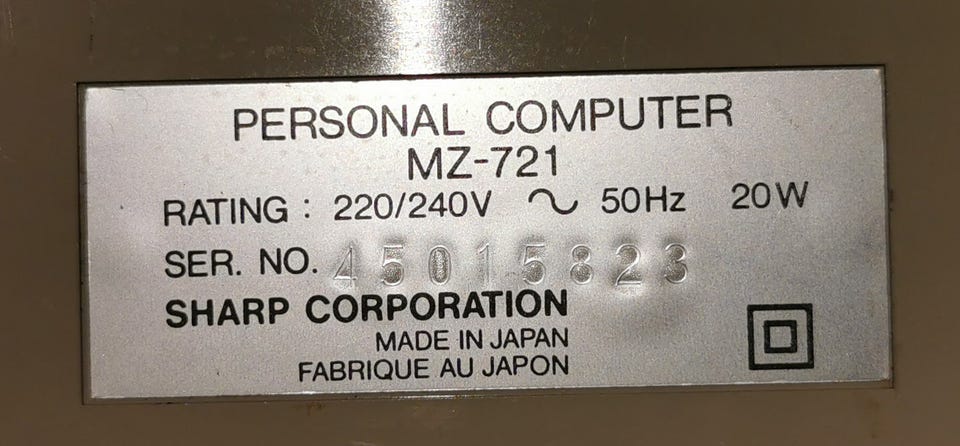 PERSONAL COMPUTER
MZ-721
RATING : 220/240V ~ 50Hz 20W
SER. NO. 45015823
SHARP CORPORATION
MADE IN JAPAN
FABRIQUE AU JAPON